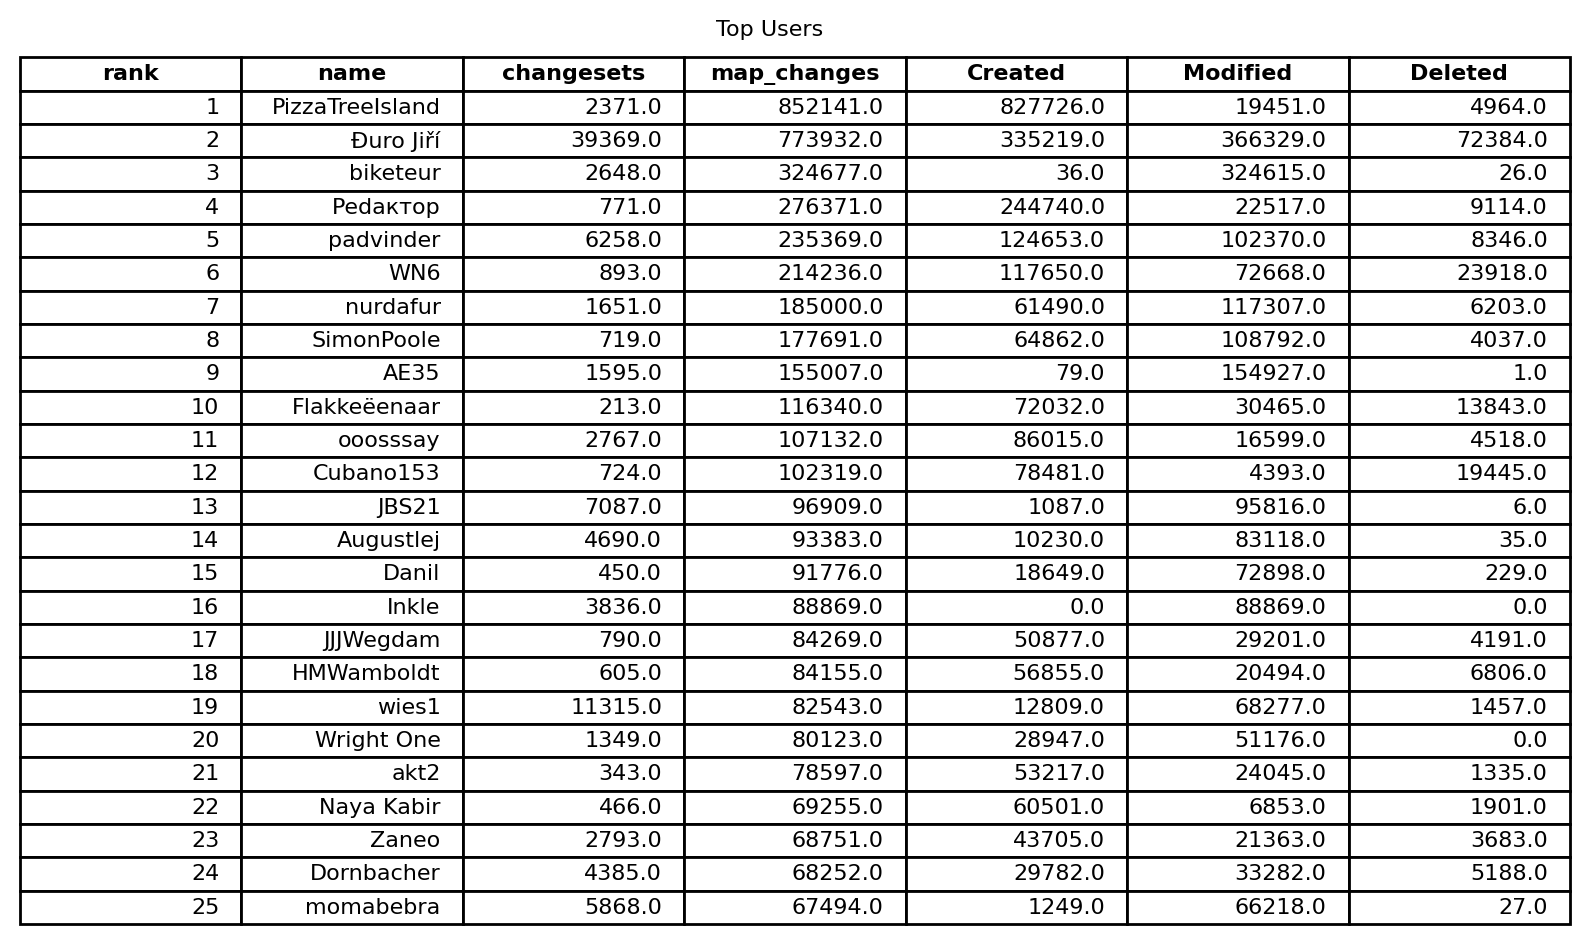 Top Users
rank name changesets map_changes Created Modified Deleted
1 PizzaTreeIsland 2371.0 852141.0 827726.0 19451.0 4964.0
2 Đuro Jiří 39369.0 773932.0 335219.0 366329.0 72384.0
3 biketeur 2648.0 324677.0 36.0 324615.0 26.0
4 Pedaктop 771.0 276371.0 244740.0 22517.0 9114.0
5 padvinder 6258.0 235369.0 124653.0 102370.0 8346.0
6 WN6 893.0 214236.0 117650.0 72668.0 23918.0
7 nurdafur 1651.0 185000.0 61490.0 117307.0 6203.0
8 SimonPoole 719.0 177691.0 64862.0 108792.0 4037.0
9 AE35 1595.0 155007.0 79.0 154927.0 1.0
10 Flakkeëenaar 213.0 116340.0 72032.0 30465.0 13843.0
11 ooosssay 2767.0 107132.0 86015.0 16599.0 4518.0
12 Cubano153 724.0 102319.0 78481.0 4393.0 19445.0
13 JBS21 7087.0 96909.0 1087.0 95816.0 6.0
14 Augustlej 4690.0 93383.0 10230.0 83118.0 35.0
15 Danil 450.0 91776.0 18649.0 72898.0 229.0
16 Inkle 3836.0 88869.0 0.0 88869.0 0.0
17 JJJWegdam 790.0 84269.0 50877.0 29201.0 4191.0
18 HMWamboldt 605.0 84155.0 56855.0 20494.0 6806.0
19 wies1 11315.0 82543.0 12809.0 68277.0 1457.0
20 Wright One 1349.0 80123.0 28947.0 51176.0 0.0
21 akt2 343.0 78597.0 53217.0 24045.0 1335.0
22 Naya Kabir 466.0 69255.0 60501.0 6853.0 1901.0
23 Zaneo 2793.0 68751.0 43705.0 21363.0 3683.0
24 Dornbacher 4385.0 68252.0 29782.0 33282.0 5188.0
25 momabebra 5868.0 67494.0 1249.0 66218.0 27.0